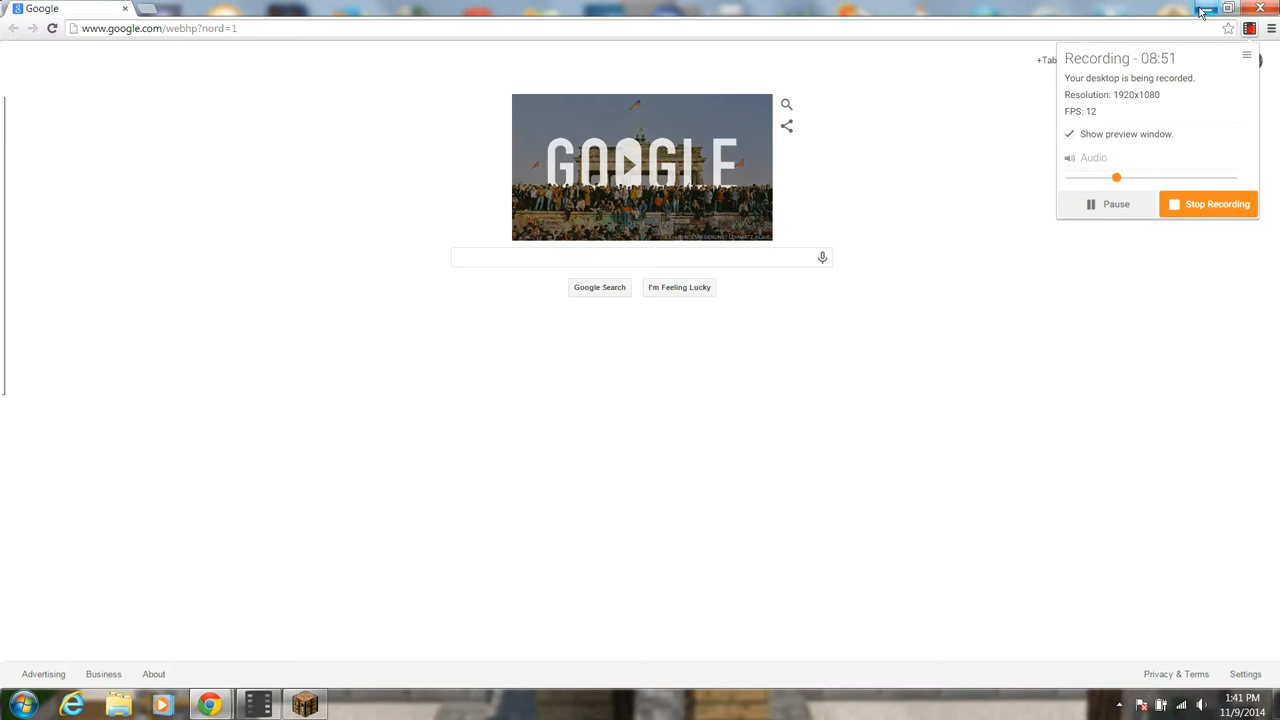 Google
www.google.com/webhp?nord=1
+Tab
Recording - 08:51
Your desktop is being recorded.
Resolution: 1920x1080
FPS: 12
Show preview window.
Audio
Pause
Stop Recording
GOOGLE
Google Search
I'm Feeling Lucky
Advertising
Business
About
Privacy & Terms
Settings
1:41 PM
11/9/2014